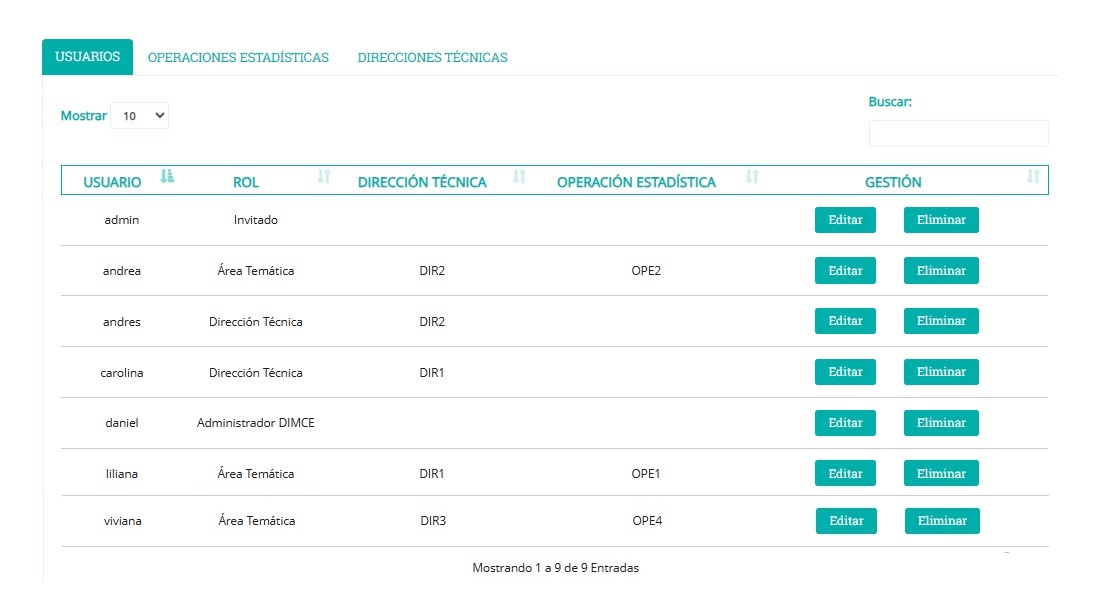 USUARIOS OPERACIONES ESTADÍSTICAS DIRECCIONES TÉCNICAS
Buscar:
Mostrar 10
USUARIO ROL DIRECCIÓN TÉCNICA OPERACIÓN ESTADÍSTICA GESTIÓN
admin Invitado Editar Eliminar
andrea Área Temática DIR2 OPE2 Editar Eliminar
andres Dirección Técnica DIR2 Editar Eliminar
carolina Dirección Técnica DIR1 Editar Eliminar
daniel Administrador DIMCE Editar Eliminar
liliana Área Temática DIR1 OPE1 Editar Eliminar
viviana Área Temática DIR3 OPE4 Editar Eliminar
Mostrando 1 a 9 de 9 Entradas